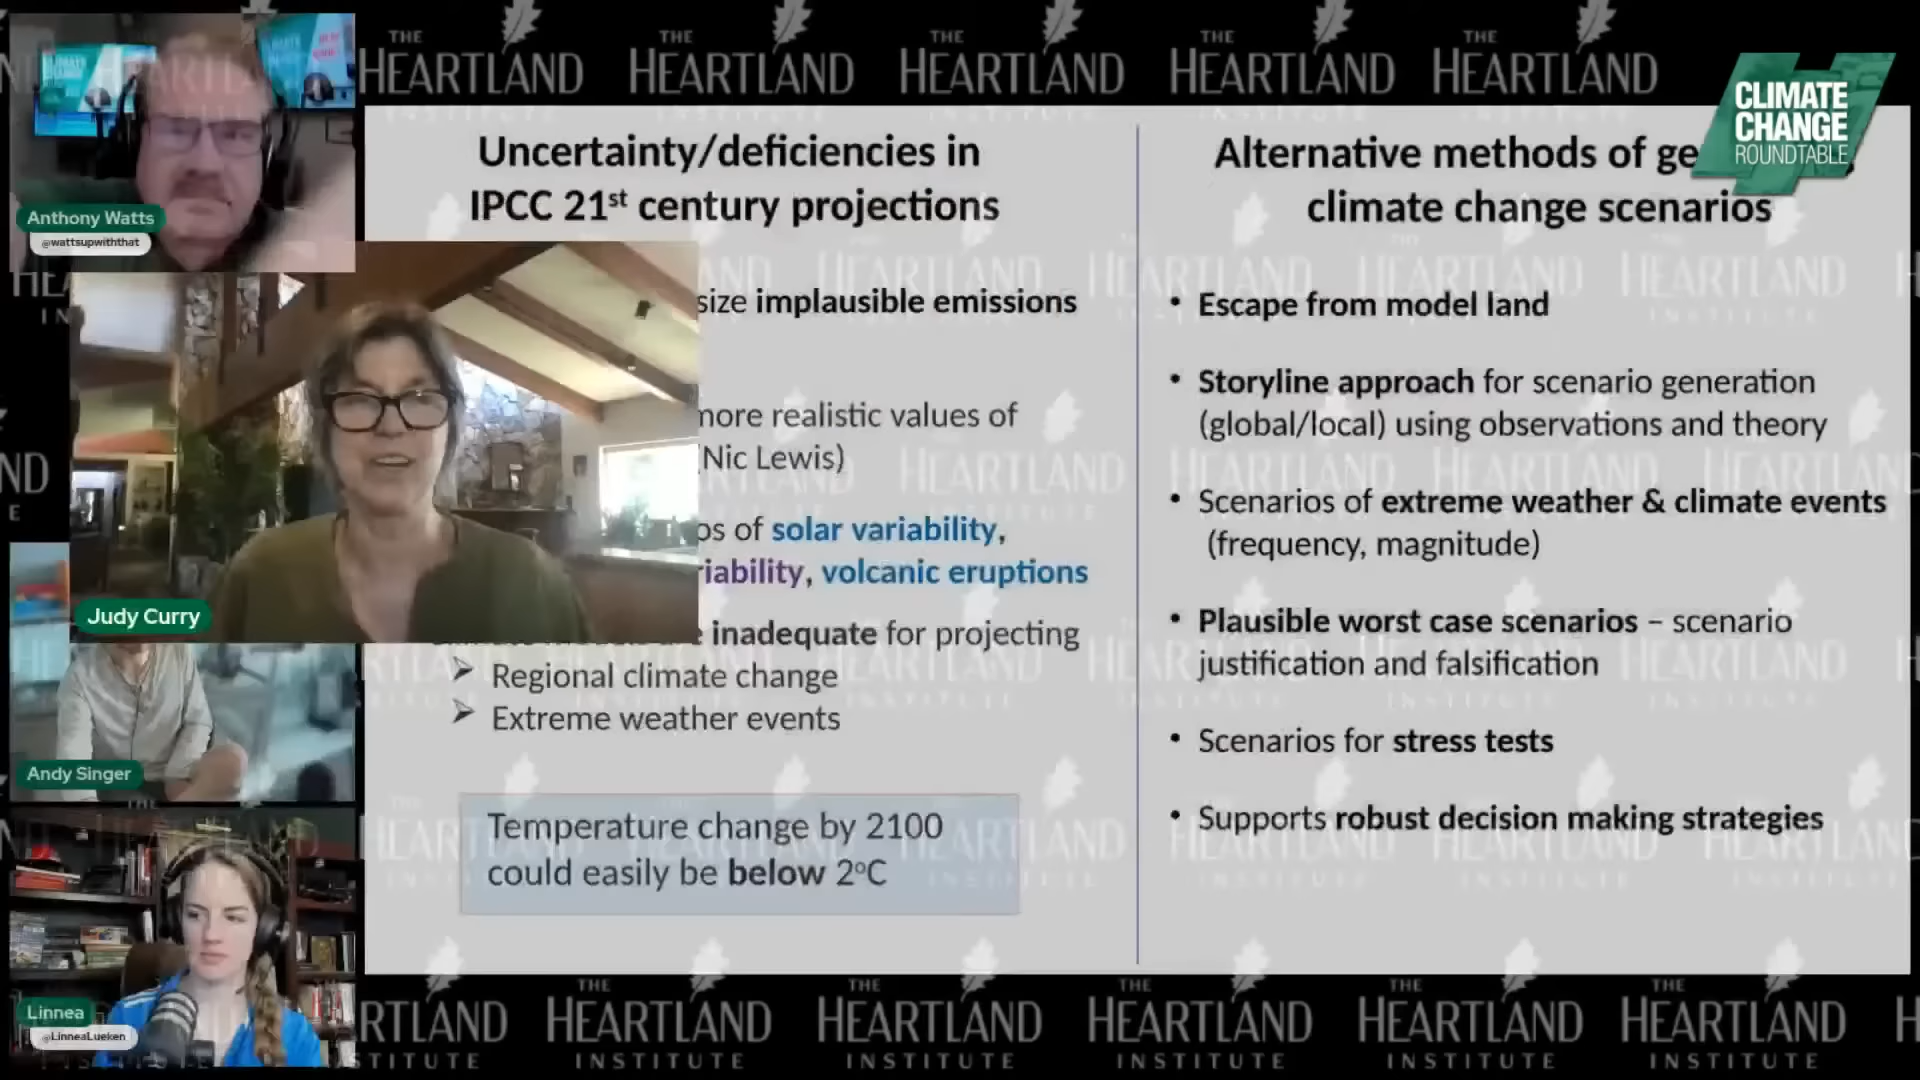 THE HEARTLAND INSTITUTE
CLIMATE
CHANGE
ROUNDTABLE
Anthony Watts
@wattsupwiththat
Judy Curry
Andy Singer
Linnea
@LinneaLueken
Uncertainty/deficiencies in
IPCC 21st century projections
implausible emissions
more realistic values of
(Nic Lewis)
of solar variability,
volcanic eruptions
inadequate for projecting
➢ Regional climate change
➢ Extreme weather events
Temperature change by 2100
could easily be below 2°C
Alternative methods of
climate change scenarios
• Escape from model land
• Storyline approach for scenario generation
(global/local) using observations and theory
• Scenarios of extreme weather & climate events
(frequency, magnitude)
• Plausible worst case scenarios – scenario
justification and falsification
• Scenarios for stress tests
• Supports robust decision making strategies